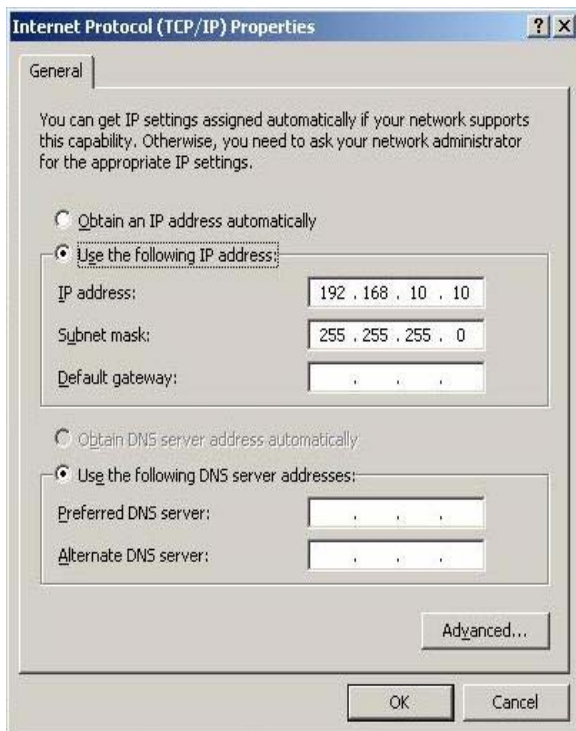 Internet Protocol (TCP/IP) Properties
General
You can get IP settings assigned automatically if your network supports
this capability. Otherwise, you need to ask your network administrator
for the appropriate IP settings.
Obtain an IP address automatically
Use the following IP address:
IP address: 192 . 168 . 10 . 10
Subnet mask: 255 . 255 . 255 . 0
Default gateway: . . .
Obtain DNS server address automatically
Use the following DNS server addresses:
Preferred DNS server: . . .
Alternate DNS server: . . .
Advanced...
OK Cancel